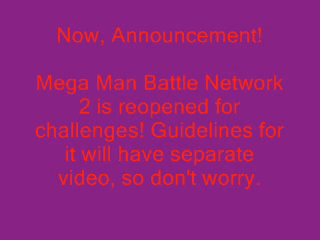 Now, Announcement!
Mega Man Battle Network
2 is reopened for
challenges! Guidelines for
it will have separate
video, so don't worry.